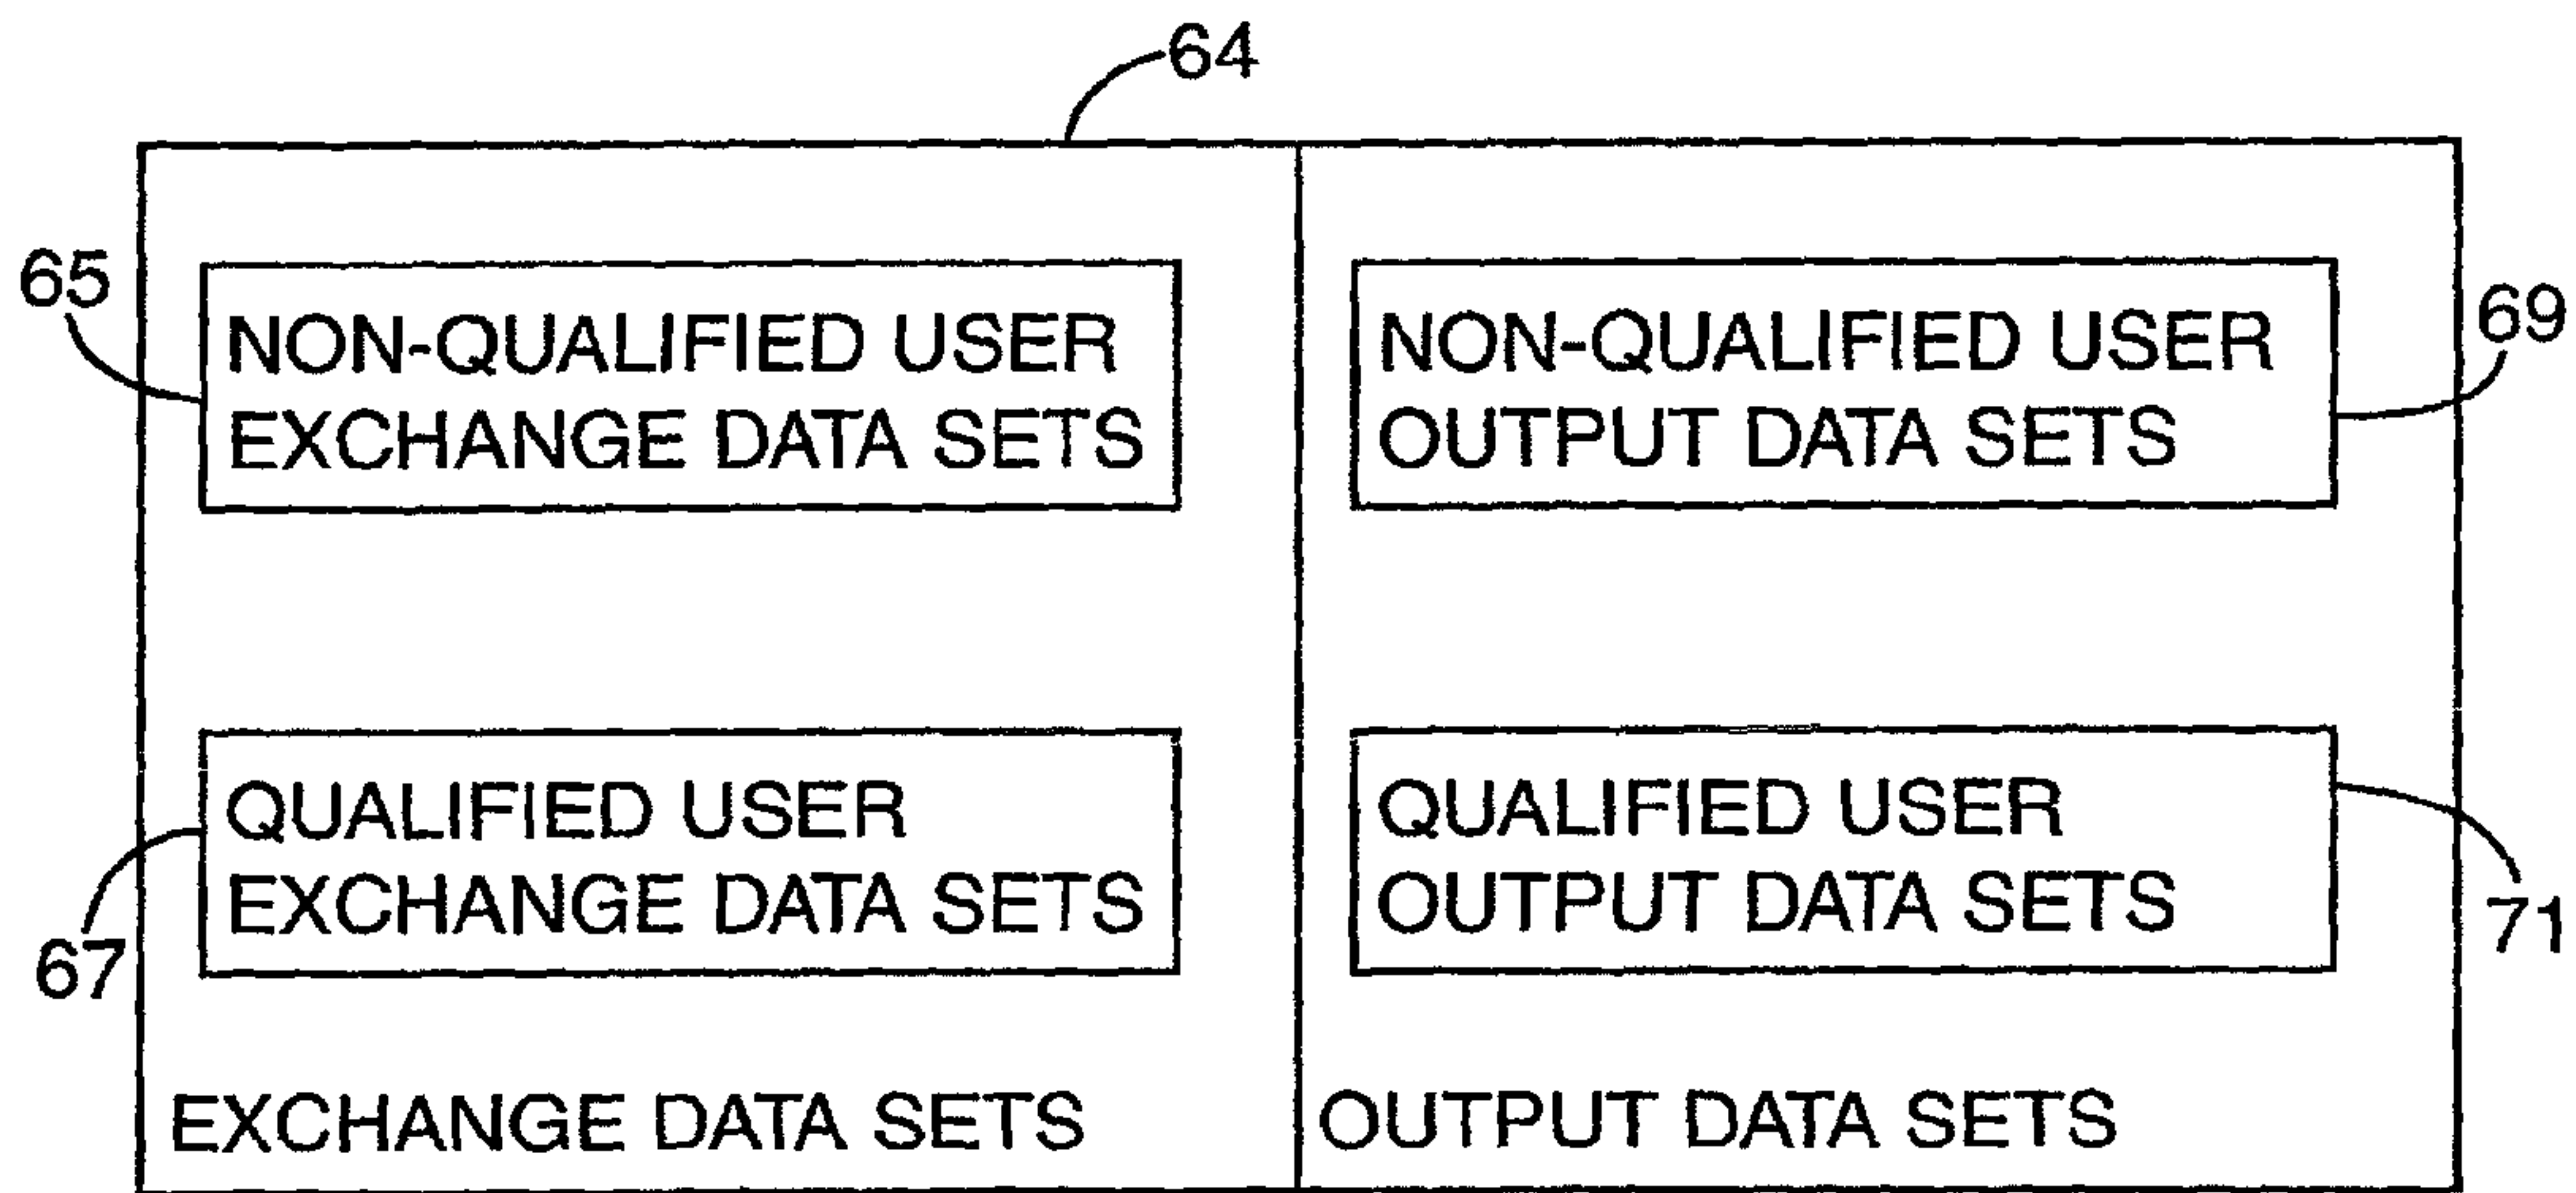 64
65
NON-QUALIFIED USER
EXCHANGE DATA SETS
67
QUALIFIED USER
EXCHANGE DATA SETS
EXCHANGE DATA SETS
NON-QUALIFIED USER
OUTPUT DATA SETS
69
QUALIFIED USER
OUTPUT DATA SETS
71
OUTPUT DATA SETS